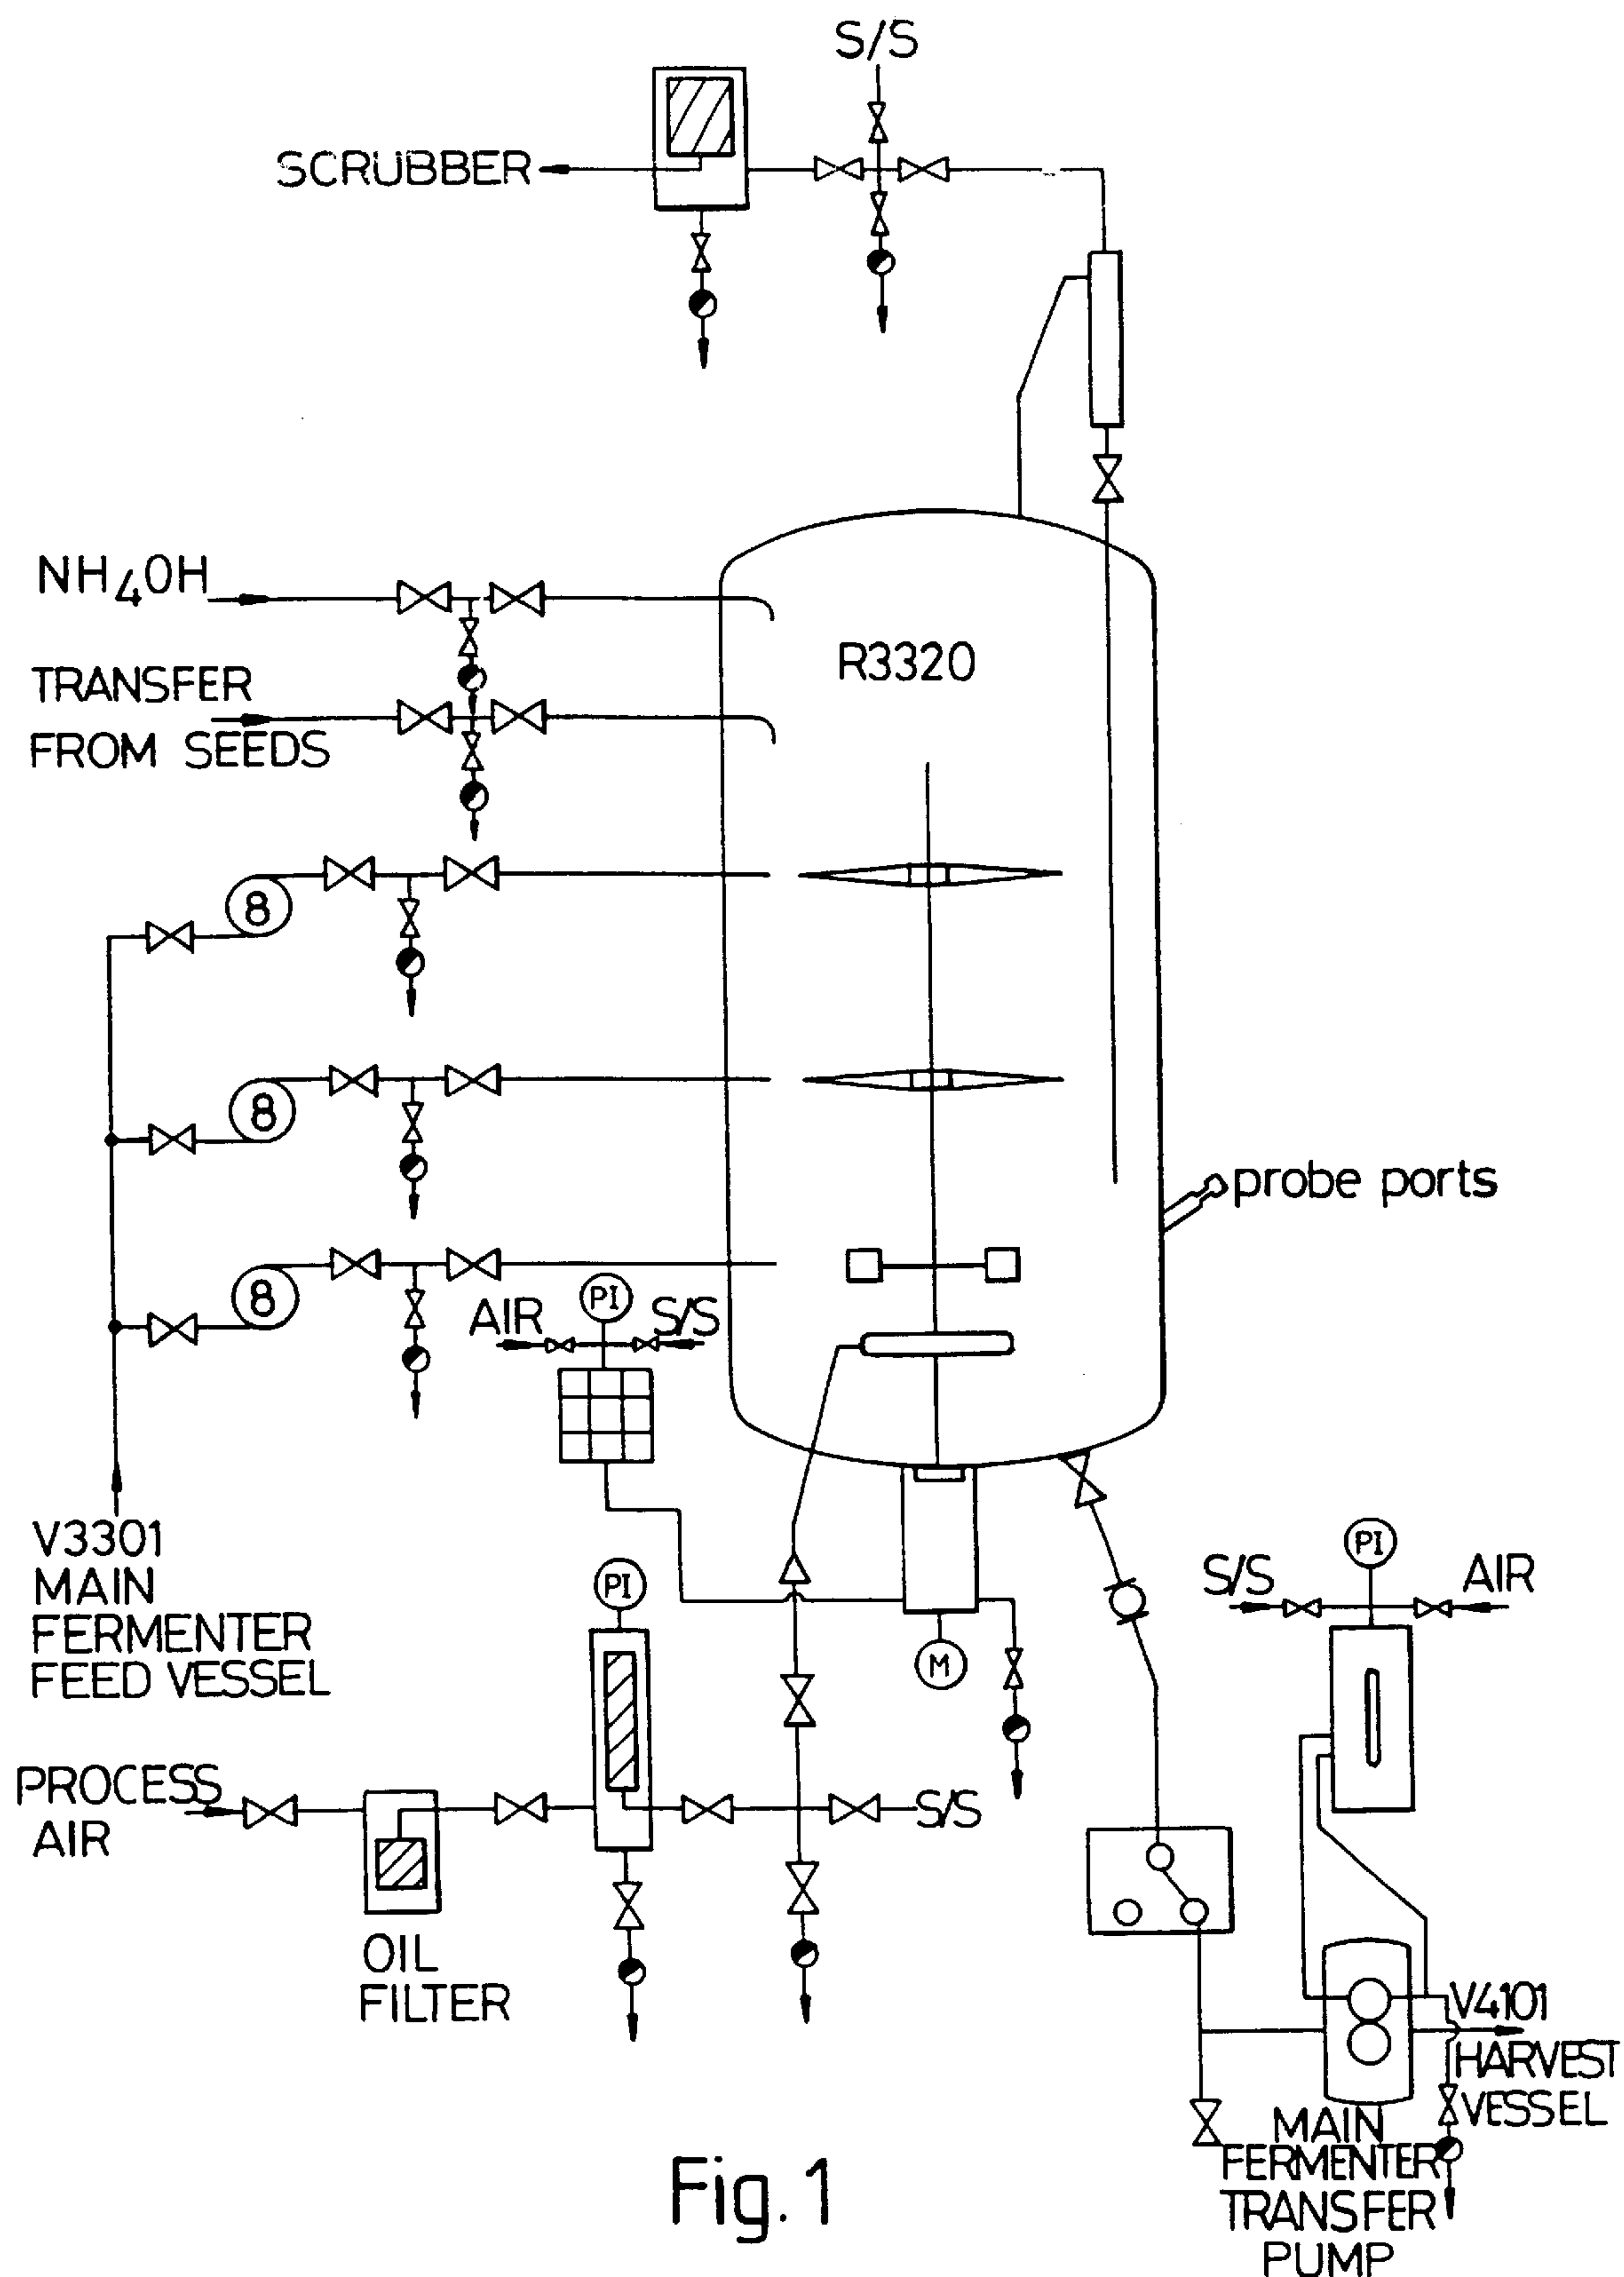 S/S
SCRUBBER
NH4OH
R3320
TRANSFER
FROM SEEDS
8
8
probe ports
8
PI
AIR
S/S
V3301
MAIN
FERMENTER
FEED VESSEL
PI
M
PI
S/S
AIR
PROCESS
AIR
S/S
OIL
FILTER
V4101
HARVEST
VESSEL
MAIN
FERMENTER
TRANSFER
PUMP
Fig.1